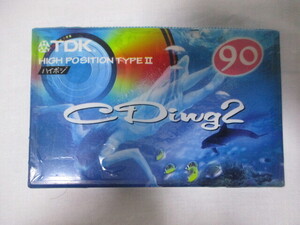 TDK
HIGH POSITION TYPE II
ハイポジ
90
CDing2